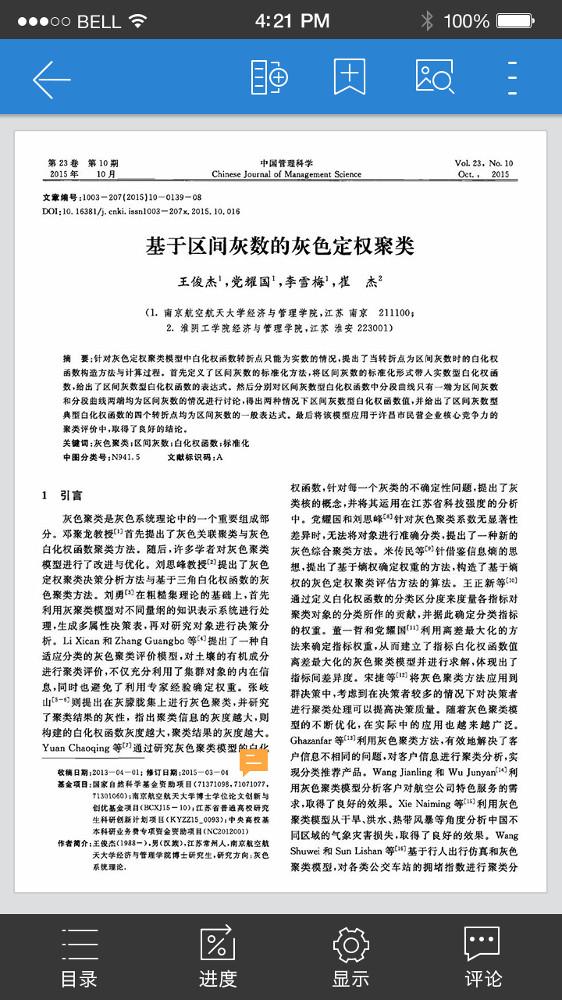 BELL 4:21 PM 100%
第 23 卷 第 10 期 中国管理科学 Vol. 23, No. 10
2015 年 10 月 Chinese Journal of Management Science Oct., 2015
文章编号:1003-207(2015)10-0139-08
DOI:10.16381/j.cnki.issn1003-207x.2015.10.016
基于区间灰数的灰色定权聚类
王俊杰¹,党耀国¹,李雪梅¹,崔 杰²
(1. 南京航空航天大学经济与管理学院,江苏 南京 211100;
2. 淮阴工学院经济与管理学院,江苏 淮安 223001)
摘 要:针对灰色定权聚类模型中白化权函数转折点只能为实数的情况,提出了当转折点为区间灰数时的白化权
函数构造方法与计算过程。首先定义了区间灰数的标准化方法,将区间灰数的标准化形式带入实数型白化权函
数,给出了区间灰数型白化权函数的表达式。然后分别对区间灰数型白化权函数中分段曲线只有一端为区间灰数
和分段曲线两端均为区间灰数的情况进行讨论,得出两种情况下区间灰数型白化权函数值,并给出了区间灰数型
典型白化权函数的四个转折点均为区间灰数的一般表达式。最后将该模型应用于许昌市民营企业核心竞争力的
聚类评价中,取得了良好的结论。
关键词:灰色聚类;区间灰数;白化权函数;标准化
中图分类号:N941.5 文献标识码:A
1 引言
灰色聚类是灰色系统理论中的一个重要组成部
分。邓聚龙教授[1]首先提出了灰色关联聚类与灰色
白化权函数聚类方法。随后,许多学者对灰色聚类
模型进行了改进与优化。刘思峰教授[2]提出了灰色
定权聚类决策分析方法与基于三角白化权函数的灰
色聚类方法。刘勇[3]在粗糙集理论的基础上,首先
利用灰聚类模型对不同量纲的知识表示系统进行处
理,生成多属性决策表,再对研究对象进行决策分
析。Li Xican 和 Zhang Guangbo 等[4]提出了一种自
适应分类的灰色聚类评价模型,对土壤的有机成分
进行聚类评价,不仅充分利用了集群对象的内在信
息,同时也避免了利用专家经验确定权重。张岐
山[5-6]则提出在灰朦胧集上进行灰色聚类,并研究
了聚类结果的灰性,指出聚类信息的灰度越大,则
构建的白化权函数灰度越大,聚类结果的灰度越大。
Yuan Chaoqing 等[7]通过研究灰色聚类模型的白化
收稿日期:2013-04-01; 修订日期:2015-03-04
基金项目:国家自然科学基金资助项目(71371098,71071077,
71301060);南京航空航天大学博士学位论文创新与
创优基金项目(BCXJ15-10);江苏省普通高校研究
生科研创新计划项目(KYZZ15_0093);中央高校基
本科研业务费专项资金资助项目(NC2012001)
作者简介:王俊杰(1988-),男(汉族),江苏常州人,南京航空航
天大学经济与管理学院博士研究生,研究方向:灰色
系统理论.
权函数,针对每一个灰类的不确定性问题,提出了灰
类核的概念,并将其运用在江苏省科技强度的分析
中。党耀国和刘思峰[8]针对灰色聚类系数无显著性
差异时,无法将对象进行准确分类,提出了一种新的
灰色综合聚类方法。米传民等[9]针借鉴信息熵的思
想,提出了基于熵权确定权重的方法,构造了基于熵
权的灰色定权聚类评估方法的算法。王正新等[10]
通过定义白化权函数的分类区分度来度量各指标对
聚类对象的分类所作的贡献,并据此确定分类指标
的权重。董一哲和党耀国[11]利用离差最大化的方
法来确定指标权重,从而建立了指标白化权函数值
离差最大化的灰色聚类模型并进行求解,体现出了
指标间差异度。宋捷等[12]将灰色聚类方法应用到
群决策中,考虑到在决策者较多的情况下对决策者
进行聚类处理可以提高决策质量。随着灰色聚类模
型的不断优化,在实际中的应用也越来越广泛。
Ghazanfar 等[13]利用灰色聚类方法,有效地解决了客
户信息不相同的问题,对客户信息进行聚类分析,实
现分类推荐产品。Wang Jianling 和 Wu Junyan[14]利
用灰色聚类模型分析客户对航空公司特色服务的需
求,取得了良好的效果。Xie Naiming 等[15]利用灰色
聚类模型从干旱、洪水、热带风暴等角度分析中国不
同区域的气象灾害损失,取得了良好的效果。Wang
Shuwei 和 Sun Lishan 等[16]基于行人出行仿真和灰色
聚类模型,对各类公交车站的拥堵指数进行聚类分
目录 进度 显示 评论